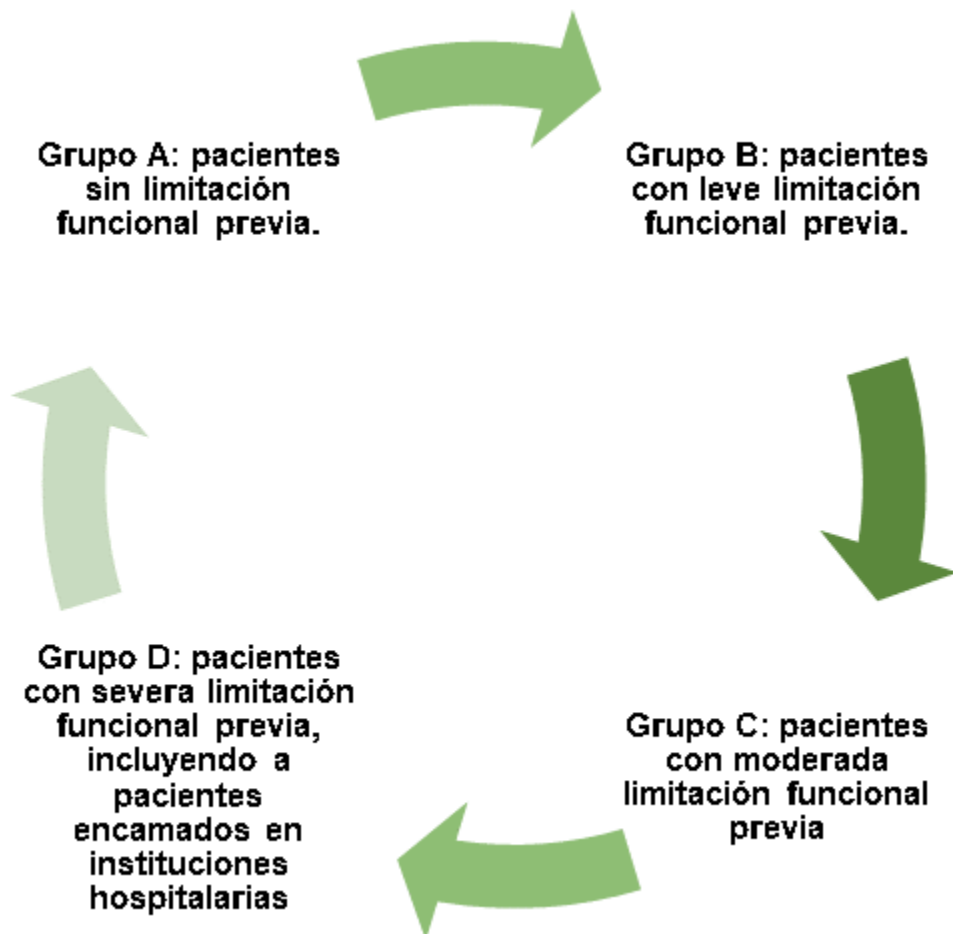 Grupo A: pacientes
sin limitación
funcional previa.
Grupo B: pacientes
con leve limitación
funcional previa.
Grupo C: pacientes
con moderada
limitación funcional
previa
Grupo D: pacientes
con severa limitación
funcional previa,
incluyendo a
pacientes
encamados en
instituciones
hospitalarias